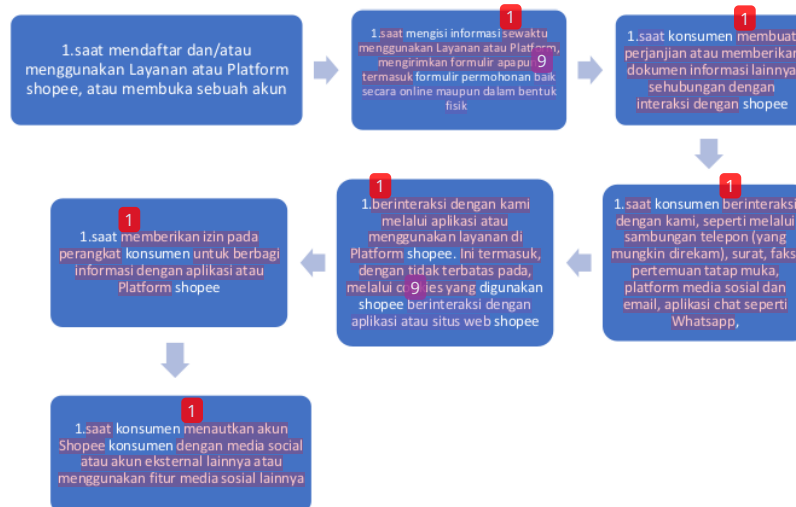 1.saat mendaftar dan/atau
menggunakan Layanan atau Platform
shopee, atau membuka sebuah akun
1
1.saat mengisi informasi sewaktu
menggunakan Layanan atau Platform,
mengirimkan formulir apapun,
9
termasuk formulir permohonan baik
secara online maupun dalam bentuk
fisik
1
1.saat konsumen membuat
perjanjian atau memberikan
dokumen informasi lainnya
sehubungan dengan
interaksi dengan shopee
1
1.saat konsumen berinteraksi
dengan kami, seperti melalui
sambungan telepon (yang
mungkin direkam), surat, faks
pertemuan tatap muka,
platform media sosial dan
email, aplikasi chat seperti
Whatsapp,
1
1.berinteraksi dengan kami
melalui aplikasi atau
menggunakan layanan di
Platform shopee. Ini termasuk,
dengan tidak terbatas pada,
melalui cookies yang digunakan
9
shopee berinteraksi dengan
aplikasi atau situs web shopee
1
1.saat memberikan izin pada
perangkat konsumen untuk berbagi
informasi dengan aplikasi atau
Platform shopee
1
1.saat konsumen menautkan akun
Shopee konsumen dengan media social
atau akun eksternal lainnya atau
menggunakan fitur media sosial lainnya